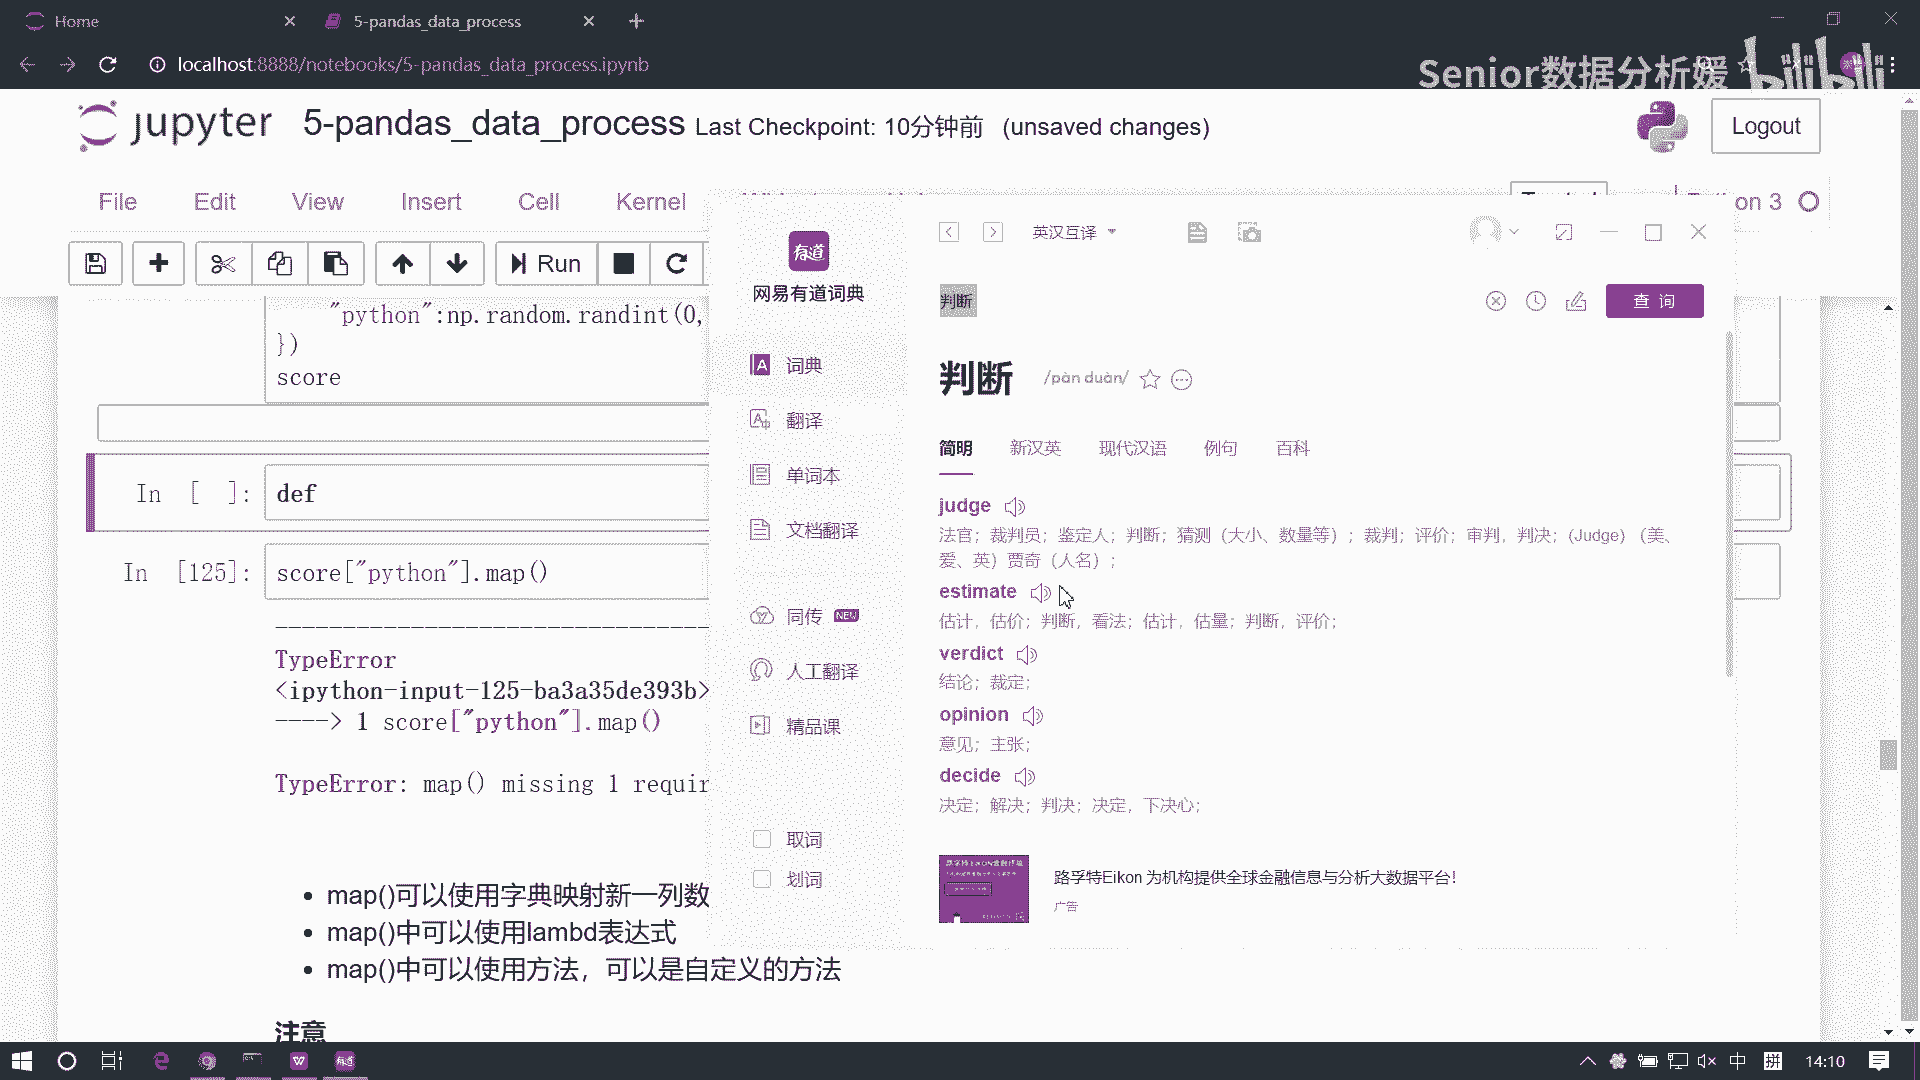 Home
5-pandas_data_process
localhost:8888/notebooks/5-pandas_data_process.ipynb
Senior数据分析媛 bilibili
jupyter 5-pandas_data_process Last Checkpoint: 10分钟前 (unsaved changes)
Logout
File Edit View Insert Cell Kernel
on 3
Run
"python":np.random.randint(0,
})
score
In [ ]: def
In [125]: score["python"].map()
TypeError
<ipython-input-125-ba3a35de393b>
----> 1 score["python"].map()
TypeError: map() missing 1 requir
map()可以使用字典映射新一列数
map()中可以使用lambd表达式
map()中可以使用方法，可以是自定义的方法
注意
有道
网易有道词典
词典
翻译
单词本
文档翻译
同传 NEW
人工翻译
精品课
取词
划词
英汉互译
判断
查 询
判断 /pàn duàn/
简明 新汉英 现代汉语 例句 百科
judge
法官；裁判员；鉴定人；判断；猜测（大小、数量等）；裁判；评价；审判，判决；(Judge) （美、
爱、英）贾奇（人名）；
estimate
估计，估价；判断，看法；估计，估量；判断，评价；
verdict
结论；裁定；
opinion
意见；主张；
decide
决定；解决；判决；决定，下决心；
路孚特Eikon 为机构提供全球金融信息与分析大数据平台！
广告
中 拼 14:10